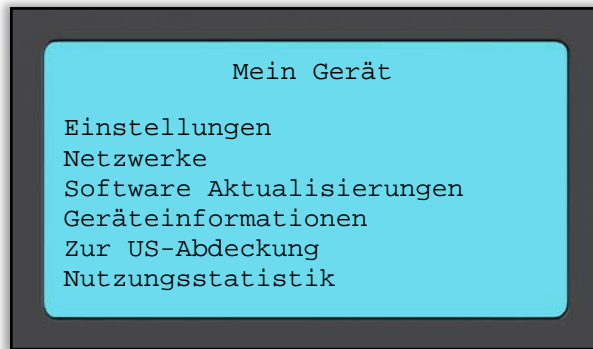 Mein Gerät
Einstellungen
Netzwerke
Software Aktualisierungen
Geräteinformationen
Zur US-Abdeckung
Nutzungsstatistik